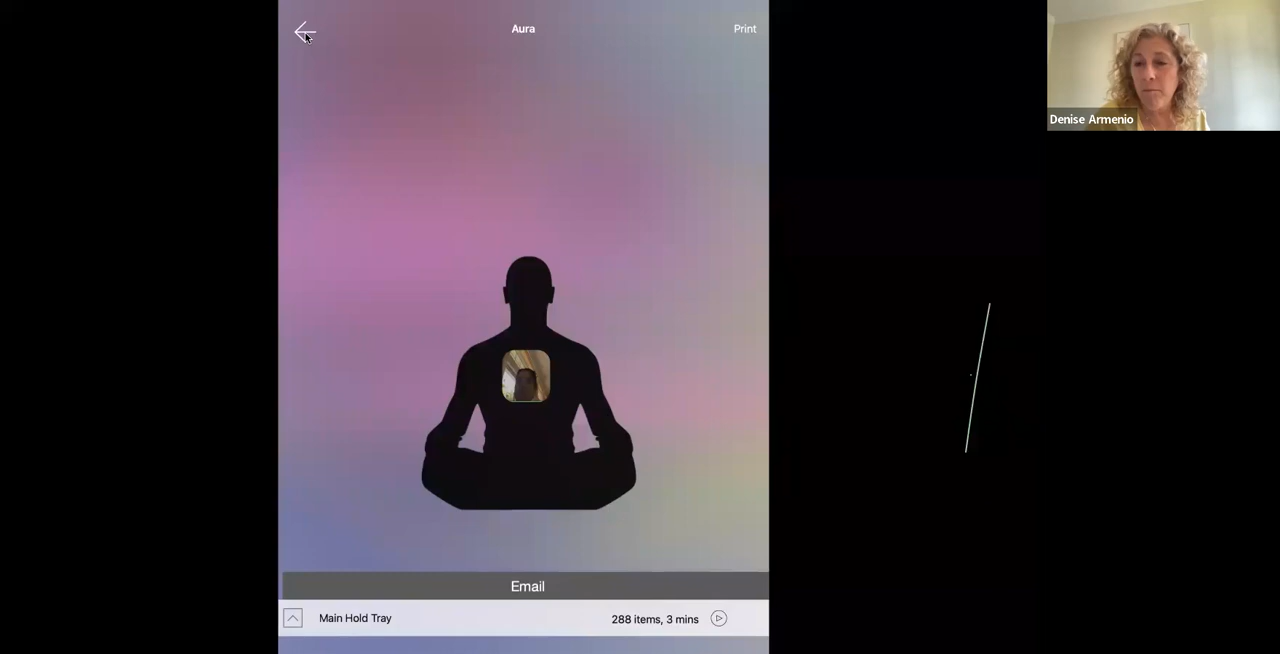 Aura
Print
Denise Armenio
Email
Main Hold Tray
288 items, 3 mins